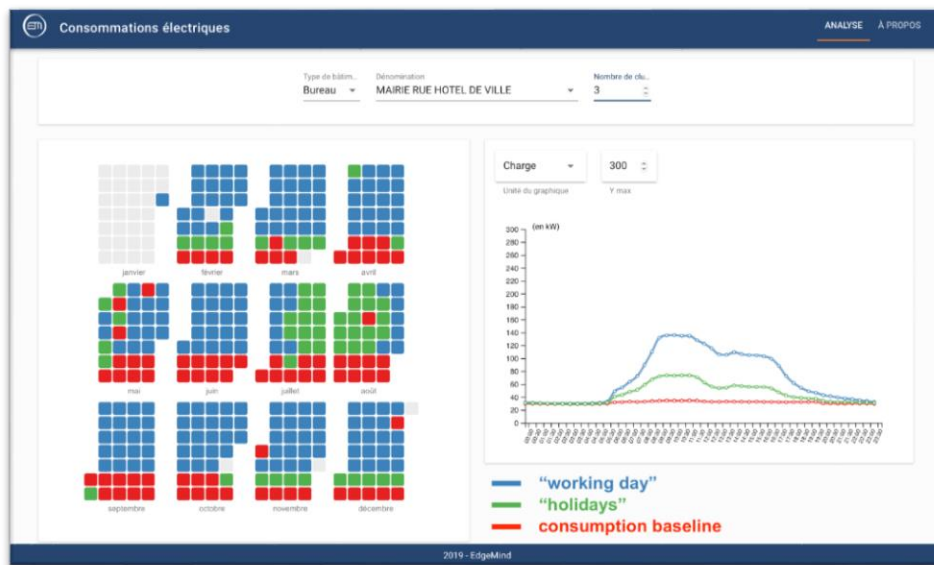 EM
Consommations électriques
ANALYSE À PROPOS
Type de bâtim...
Bureau
Dénomination
MAIRIE RUE HOTEL DE VILLE
Nombre de clu...
3
janvier février mars avril
mai juin juillet août
septembre octobre novembre décembre
Charge
Unité du graphique
300
Y max
(en kW)
300
280
260
240
220
200
180
160
140
120
100
80
60
40
20
0
"working day"
"holidays"
consumption baseline
2019 - EdgeMind